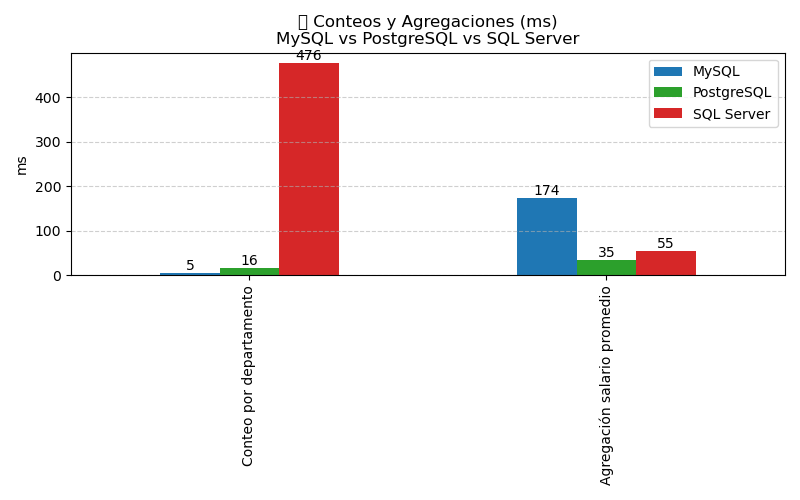 Conteos y Agregaciones (ms)
MySQL vs PostgreSQL vs SQL Server
ms
400
300
200
100
0
5
16
476
174
35
55
MySQL
PostgreSQL
SQL Server
Conteo por departamento
Agregación salario promedio